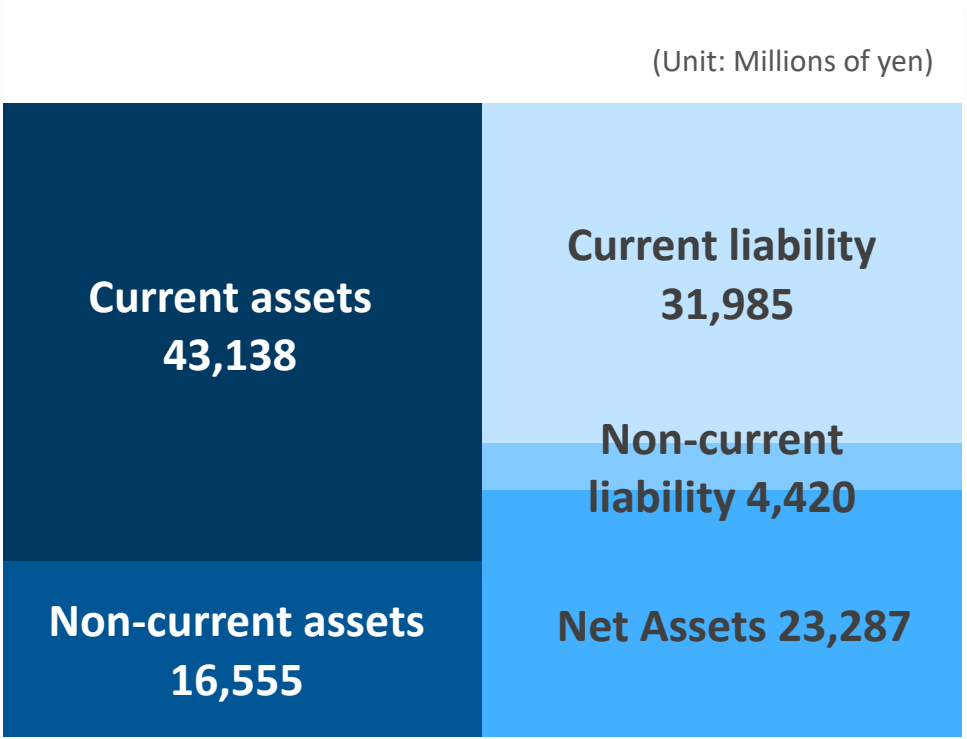 (Unit: Millions of yen)
Current assets
43,138
Non-current assets
16,555
Current liability
31,985
Non-current
liability 4,420
Net Assets 23,287